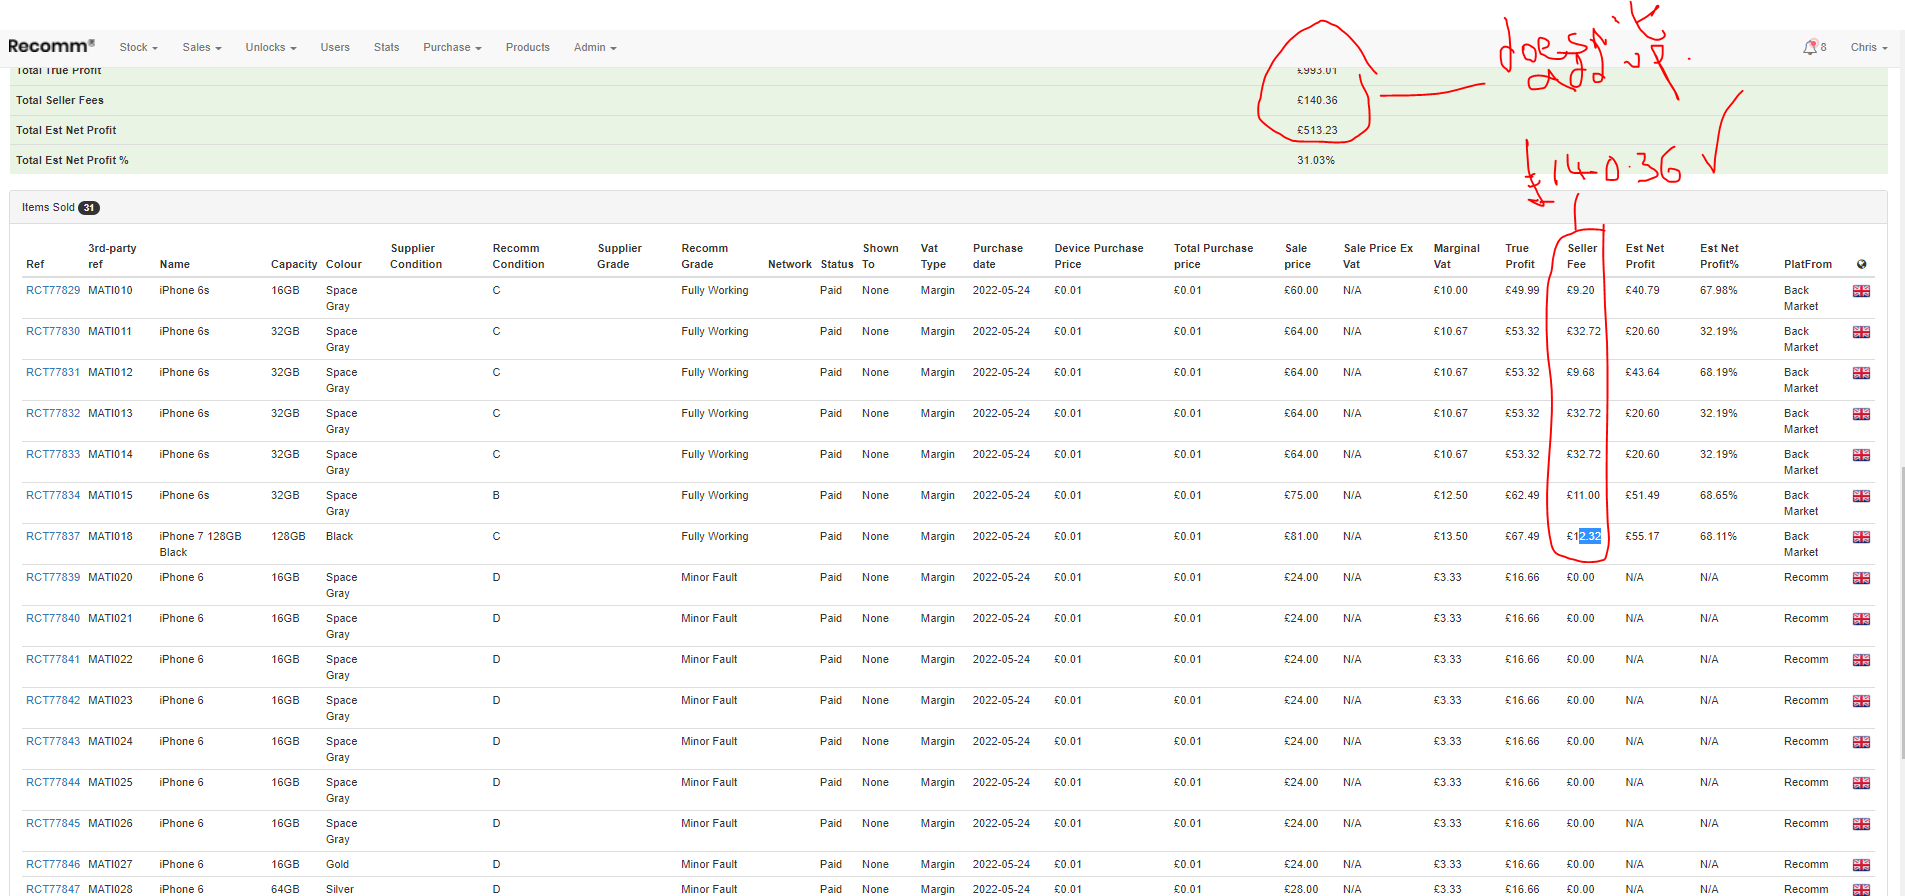 doesn't
add up.
Recomm®
Stock Sales Unlocks Users Stats Purchase Products Admin 8 Chris
Total True Profit £993.01
Total Seller Fees £140.36
Total Est Net Profit £513.23
Total Est Net Profit % 31.03%
£140.36
Items Sold 31
Ref 3rd-party ref Name Capacity Colour Supplier Condition Recomm Condition Supplier Grade Recomm Grade Network Status Shown To Vat Type Purchase date Device Purchase Price Total Purchase price Sale price Sale Price Ex Vat Marginal Vat True Profit Seller Fee Est Net Profit Est Net Profit% PlatFrom
RCT77829 MATI010 iPhone 6s 16GB Space Gray C Fully Working Paid None Margin 2022-05-24 £0.01 £0.01 £60.00 N/A £10.00 £49.99 £9.20 £40.79 67.98% Back Market
RCT77830 MATI011 iPhone 6s 32GB Space Gray C Fully Working Paid None Margin 2022-05-24 £0.01 £0.01 £64.00 N/A £10.67 £53.32 £32.72 £20.60 32.19% Back Market
RCT77831 MATI012 iPhone 6s 32GB Space Gray C Fully Working Paid None Margin 2022-05-24 £0.01 £0.01 £64.00 N/A £10.67 £53.32 £9.68 £43.64 68.19% Back Market
RCT77832 MATI013 iPhone 6s 32GB Space Gray C Fully Working Paid None Margin 2022-05-24 £0.01 £0.01 £64.00 N/A £10.67 £53.32 £32.72 £20.60 32.19% Back Market
RCT77833 MATI014 iPhone 6s 32GB Space Gray C Fully Working Paid None Margin 2022-05-24 £0.01 £0.01 £64.00 N/A £10.67 £53.32 £32.72 £20.60 32.19% Back Market
RCT77834 MATI015 iPhone 6s 32GB Space Gray B Fully Working Paid None Margin 2022-05-24 £0.01 £0.01 £75.00 N/A £12.50 £62.49 £11.00 £51.49 68.65% Back Market
RCT77837 MATI018 iPhone 7 128GB Black 128GB Black C Fully Working Paid None Margin 2022-05-24 £0.01 £0.01 £81.00 N/A £13.50 £67.49 £12.32 £55.17 68.11% Back Market
RCT77839 MATI020 iPhone 6 16GB Space Gray D Minor Fault Paid None Margin 2022-05-24 £0.01 £0.01 £24.00 N/A £3.33 £16.66 £0.00 N/A N/A Recomm
RCT77840 MATI021 iPhone 6 16GB Space Gray D Minor Fault Paid None Margin 2022-05-24 £0.01 £0.01 £24.00 N/A £3.33 £16.66 £0.00 N/A N/A Recomm
RCT77841 MATI022 iPhone 6 16GB Space Gray D Minor Fault Paid None Margin 2022-05-24 £0.01 £0.01 £24.00 N/A £3.33 £16.66 £0.00 N/A N/A Recomm
RCT77842 MATI023 iPhone 6 16GB Space Gray D Minor Fault Paid None Margin 2022-05-24 £0.01 £0.01 £24.00 N/A £3.33 £16.66 £0.00 N/A N/A Recomm
RCT77843 MATI024 iPhone 6 16GB Space Gray D Minor Fault Paid None Margin 2022-05-24 £0.01 £0.01 £24.00 N/A £3.33 £16.66 £0.00 N/A N/A Recomm
RCT77844 MATI025 iPhone 6 16GB Space Gray D Minor Fault Paid None Margin 2022-05-24 £0.01 £0.01 £24.00 N/A £3.33 £16.66 £0.00 N/A N/A Recomm
RCT77845 MATI026 iPhone 6 16GB Space Gray D Minor Fault Paid None Margin 2022-05-24 £0.01 £0.01 £24.00 N/A £3.33 £16.66 £0.00 N/A N/A Recomm
RCT77846 MATI027 iPhone 6 16GB Gold D Minor Fault Paid None Margin 2022-05-24 £0.01 £0.01 £24.00 N/A £3.33 £16.66 £0.00 N/A N/A Recomm
RCT77847 MATI028 iPhone 6 64GB Silver D Minor Fault Paid None Margin 2022-05-24 £0.01 £0.01 £28.00 N/A £3.33 £16.66 £0.00 N/A N/A Recomm